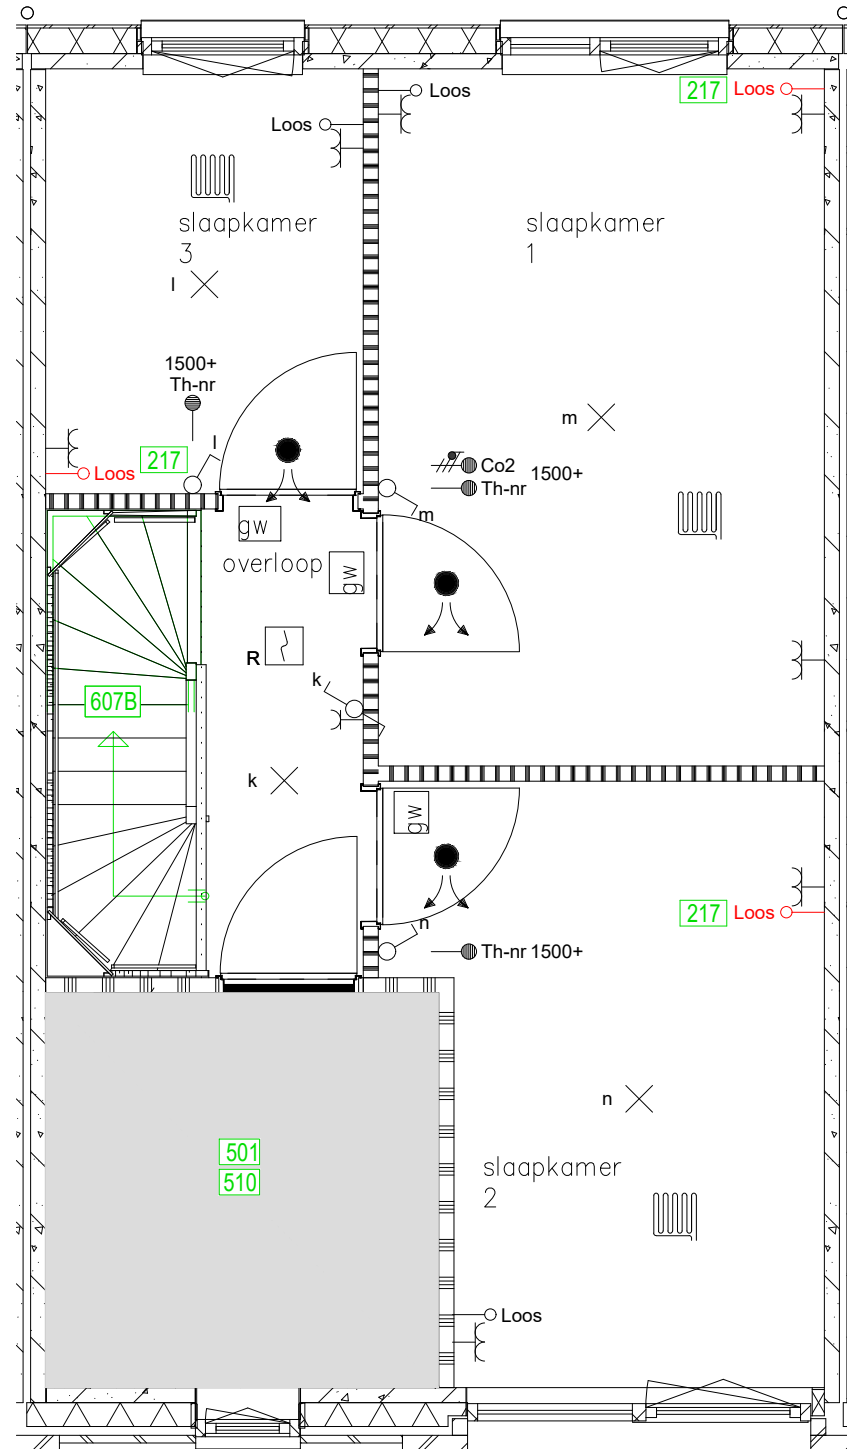 Loos
217 Loos
Loos
slaapkamer
3
slaapkamer
1
l
1500+
Th-nr
m
l
217
Loos
Co2 1500+
Th-nr
m
gw
overloop
gw
R
k
607B
k
gw
217 Loos
n
Th-nr 1500+
n
501
510
slaapkamer
2
Loos